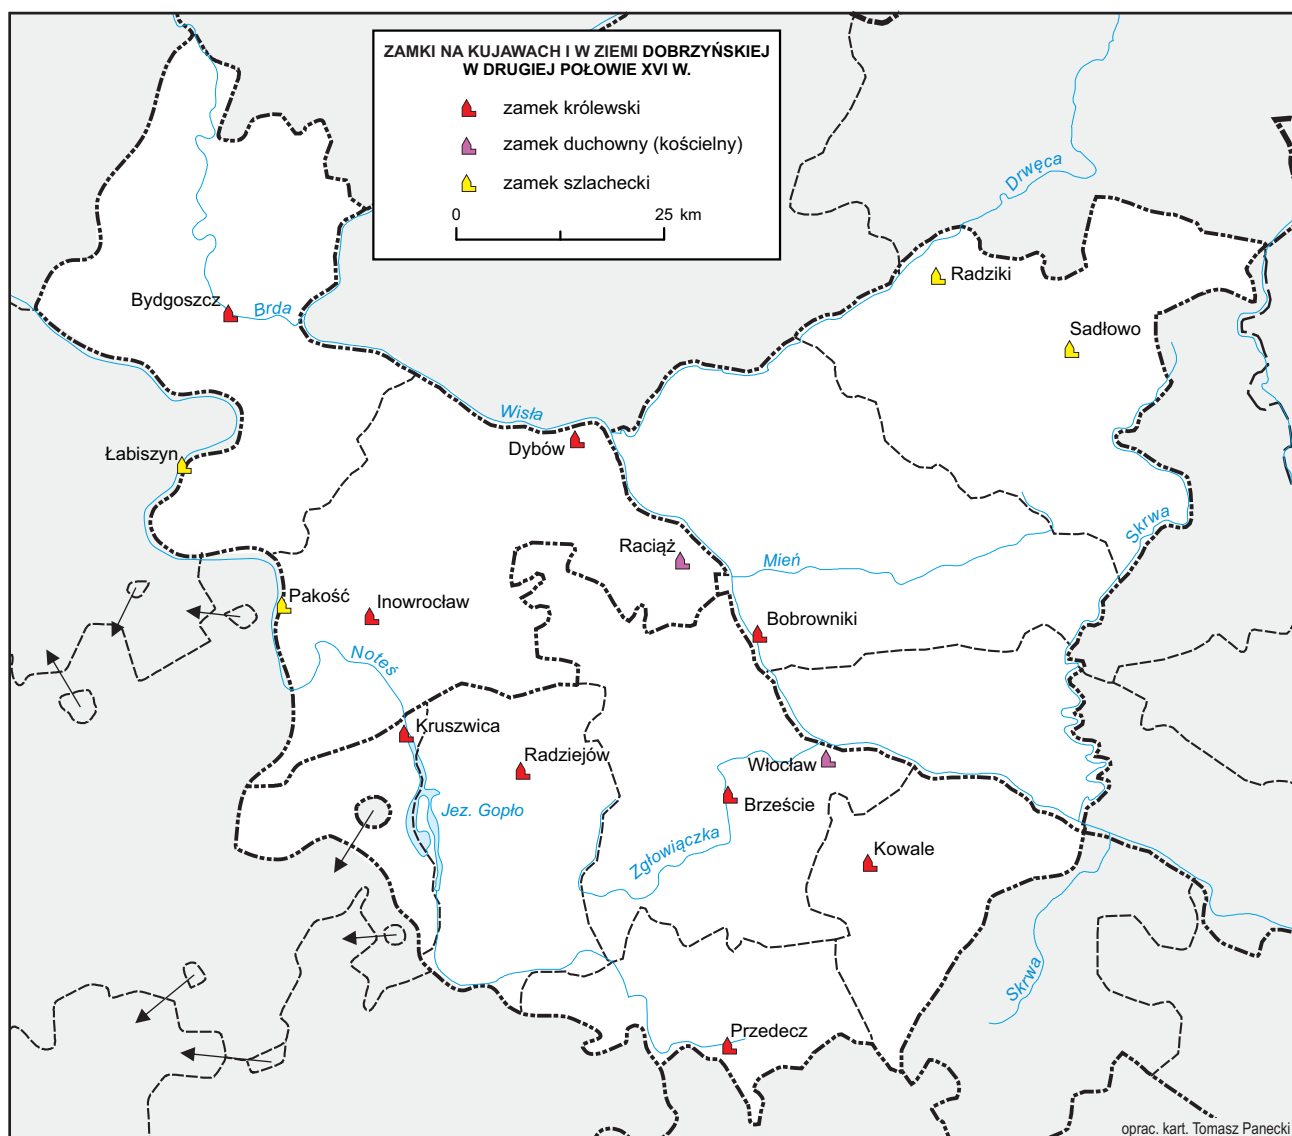 ZAMKI NA KUJAWACH I W ZIEMI DOBRZYŃSKIEJ
W DRUGIEJ POŁOWIE XVI W.
zamek królewski
zamek duchowny (kościelny)
zamek szlachecki
0 25 km
Drwęca
Radziki
Bydgoszcz
Brda
Sadłowo
Wisła
Dybów
Łabiszyn
Skrwa
Raciąż
Mień
Pakość
Inowrocław
Bobrowniki
Noteś
Kruszwica
Radziejów
Włocław
Jez. Gopło
Brzeście
Zgłowiączka
Kowale
Skrwa
Przedecz
oprac. kart. Tomasz Panecki